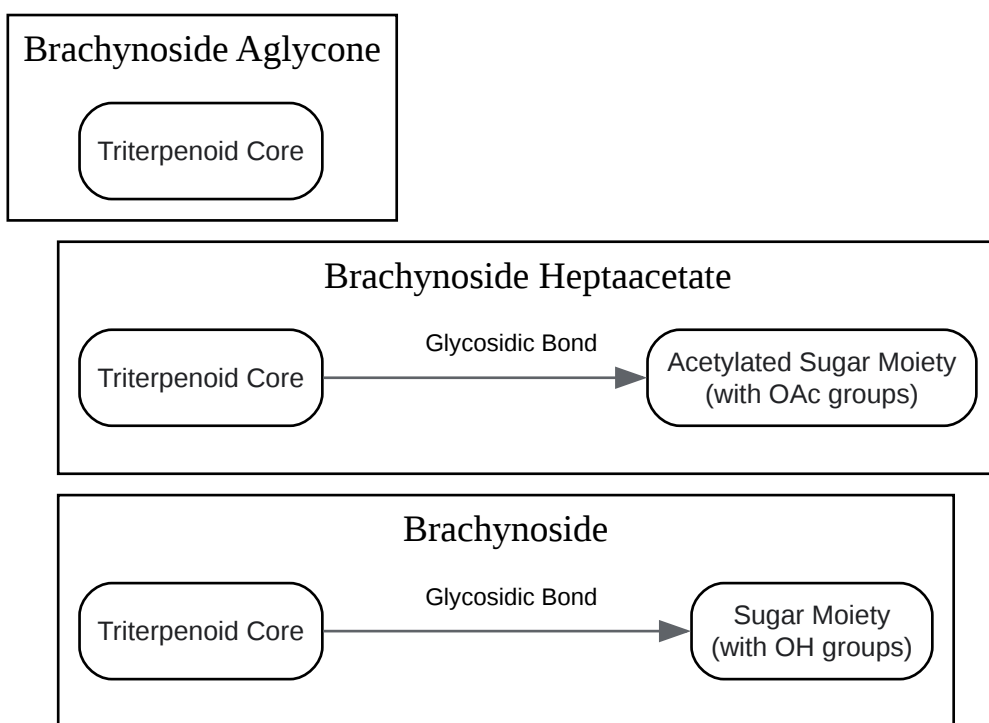 Brachynoside Aglycone
Triterpenoid Core
Brachynoside Heptaacetate
Triterpenoid Core
Glycosidic Bond
Acetylated Sugar Moiety
(with OAc groups)
Brachynoside
Triterpenoid Core
Glycosidic Bond
Sugar Moiety
(with OH groups)